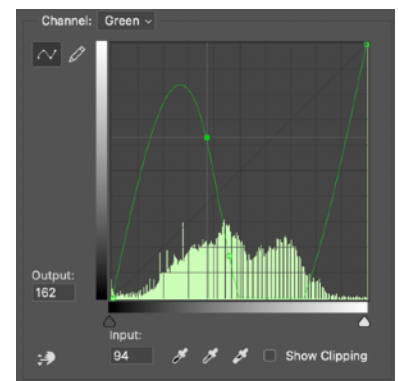 Channel: Green
Output:
162
Input:
94
Show Clipping